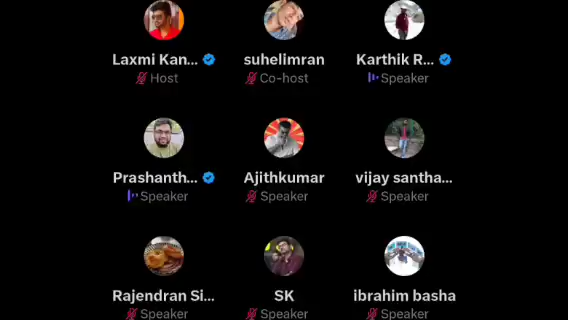 Laxmi Kan... suhelimran Karthik R...
Host Co-host Speaker
Prashanth... Ajithkumar vijay santha...
Speaker Speaker Speaker
Rajendran Si... SK ibrahim basha
Speaker Speaker Speaker